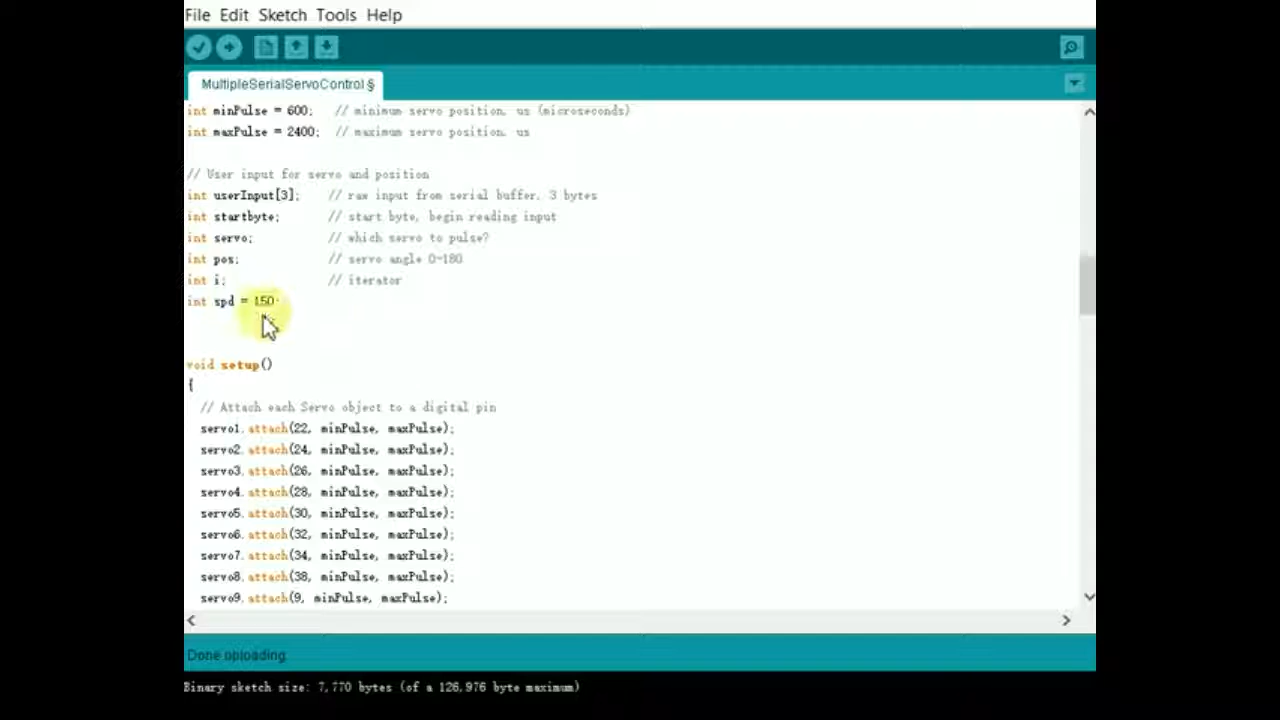 File Edit Sketch Tools Help
MultipleSerialServoControl §
int minPulse = 600;   // minimum servo position, us (microseconds)
int maxPulse = 2400;  // maximum servo position, us
// User input for servo and position
int userInput[3];    // raw input from serial buffer, 3 bytes
int startbyte;       // start byte, begin reading input
int servo;           // which servo to pulse?
int pos;             // servo angle 0-180
int i;               // iterator
int spd = 150;
void setup()
{
  // Attach each Servo object to a digital pin
  servo1.attach(22, minPulse, maxPulse);
  servo2.attach(24, minPulse, maxPulse);
  servo3.attach(26, minPulse, maxPulse);
  servo4.attach(28, minPulse, maxPulse);
  servo5.attach(30, minPulse, maxPulse);
  servo6.attach(32, minPulse, maxPulse);
  servo7.attach(34, minPulse, maxPulse);
  servo8.attach(38, minPulse, maxPulse);
  servo9.attach(9, minPulse, maxPulse);
Done uploading.
Binary sketch size: 7,770 bytes (of a 126,976 byte maximum)